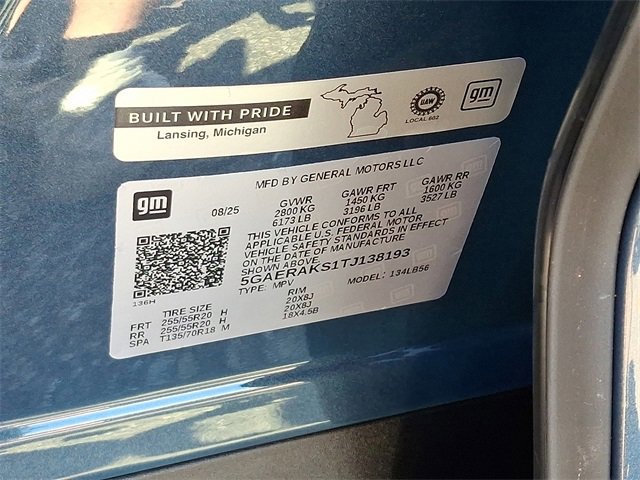 BUILT WITH PRIDE
Lansing, Michigan
UAW
LOCAL 602
gm
MFD BY GENERAL MOTORS LLC
gm
08/25
GVWR GAWR FRT GAWR RR
2800 KG 1450 KG 1600 KG
6173 LB 3196 LB 3527 LB
THIS VEHICLE CONFORMS TO ALL
APPLICABLE U.S. FEDERAL MOTOR
VEHICLE SAFETY STANDARDS IN EFFECT
ON THE DATE OF MANUFACTURE
SHOWN ABOVE.
5GAERAKS1TJ138193
TYPE: MPV MODEL: 134LB56
136H
TIRE SIZE RIM
FRT 255/55R20 H 20X8J
RR 255/55R20 H 20X8J
SPA T135/70R18 M 18X4.5B